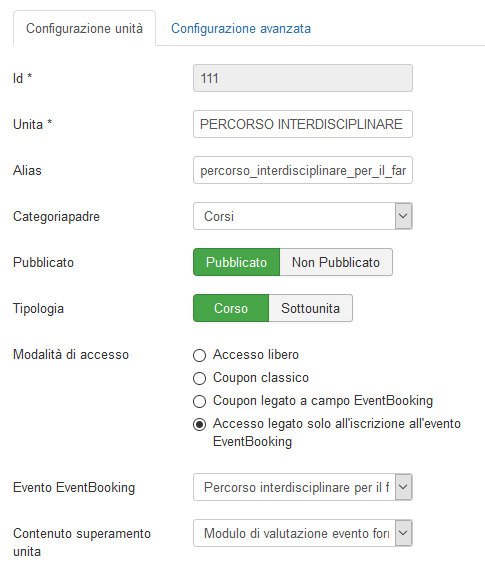 Configurazione unità Configurazione avanzata
Id * 111
Unita * PERCORSO INTERDISCIPLINARE
Alias percorso_interdisciplinare_per_il_far
Categoriapadre Corsi
Pubblicato Pubblicato Non Pubblicato
Tipologia Corso Sottounita
Modalità di accesso Accesso libero
Coupon classico
Coupon legato a campo EventBooking
Accesso legato solo all'iscrizione all'evento
EventBooking
Evento EventBooking Percorso interdisciplinare per il f
Contenuto superamento Modulo di valutazione evento for
unita